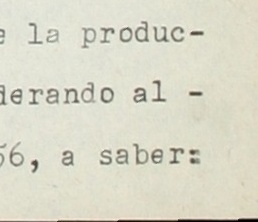 e la produc-
derando al -
56, a saber: